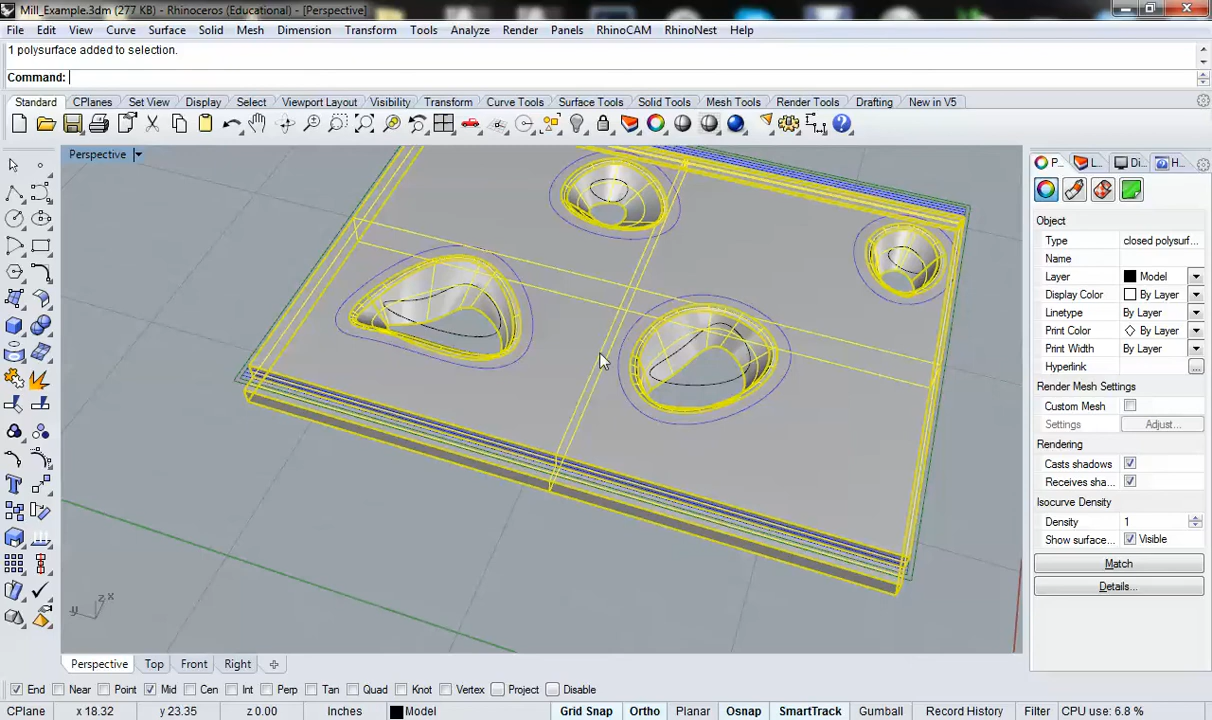 Mill_Example.3dm (277 KB) - Rhinoceros (Educational) - [Perspective]
File Edit View Curve Surface Solid Mesh Dimension Transform Tools Analyze Render Panels RhinoCAM RhinoNest Help
1 polysurface added to selection.
Command:
Standard CPlanes Set View Display Select Viewport Layout Visibility Transform Curve Tools Surface Tools Solid Tools Mesh Tools Render Tools Drafting New in V5
Perspective
P... L... Di... H...
Object
Type closed polysurf...
Name
Layer Model
Display Color By Layer
Linetype By Layer
Print Color By Layer
Print Width By Layer
Hyperlink ...
Render Mesh Settings
Custom Mesh
Settings Adjust...
Rendering
Casts shadows
Receives sha...
Isocurve Density
Density 1
Show surface... Visible
Match
Details...
z x
y
Perspective Top Front Right
End Near Point Mid Cen Int Perp Tan Quad Knot Vertex Project Disable
CPlane x 18.32 y 23.35 z 0.00 Inches Model Grid Snap Ortho Planar Osnap SmartTrack Gumball Record History Filter CPU use: 6.8 %